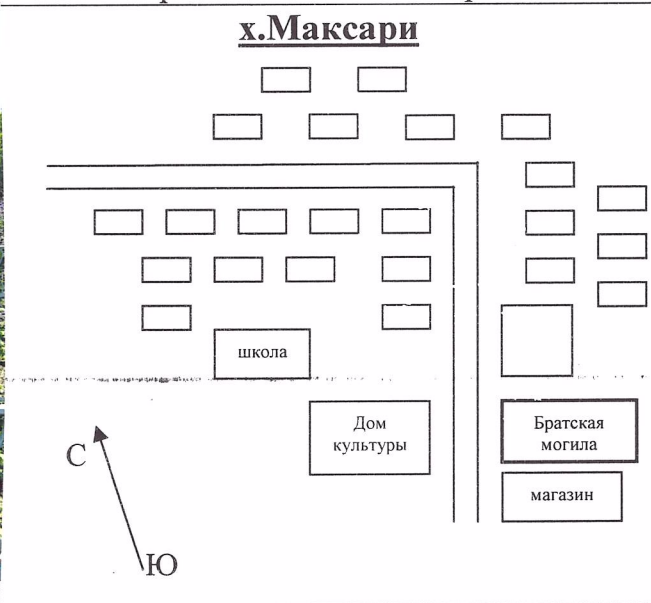 х.Максари
школа
Дом
культуры
Братская
могила
магазин
С
Ю